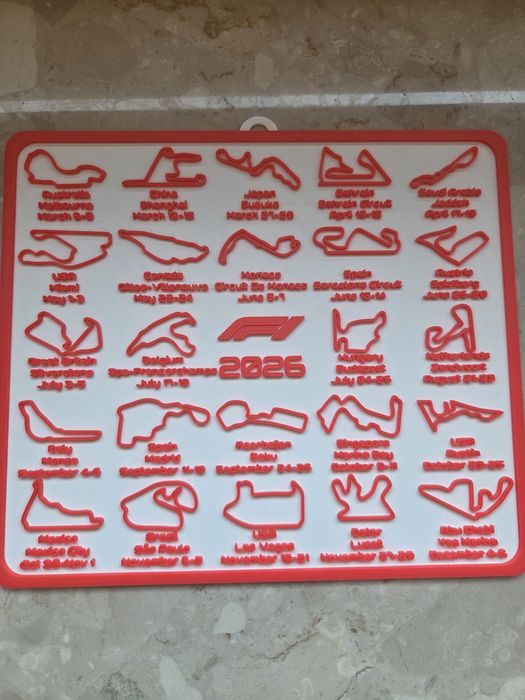 Australia
Melbourne
March 6-8
China
Shanghai
March 13-15
Japan
Suzuka
March 27-29
Bahrain
Bahrain Circuit
April
Saudi Arabia
Jeddah
April 17-19
USA
Miami
May 1-3
Canada
Gilles-Villeneuve
May 22-24
Monaco
Circuit De Monaco
June 5-7
Spain
Barcelona Circuit
June 12-14
Austria
Spielberg
June 26-28
Great Britain
Silverstone
July 3-5
Belgium
Spa-Francorchamps
July 17-19
F1
2026
Hungary
Budapest
July 24-26
Netherlands
Zandvoort
August 21-23
Italy
Monza
September 4-6
Spain
Madrid
September 11-13
Azerbaijan
Baku
September 24-26
Singapore
Marina Bay
October 9-11
USA
Austin
October 23-25
Mexico
Mexico City
Oct 30-Nov 1
Brazil
São Paulo
November 6-8
USA
Las Vegas
November 19-21
Qatar
Lusail
November 27-29
Abu Dhabi
Yas Marina
December 4-6